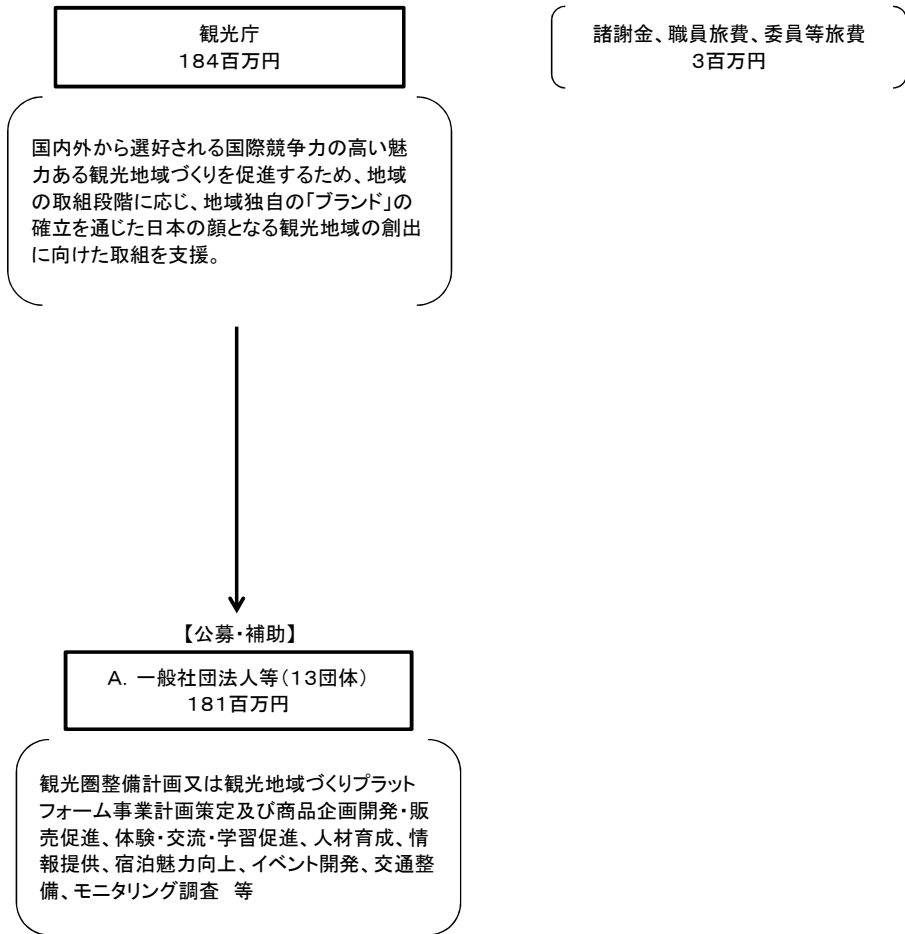 観光庁
184百万円
諸謝金、職員旅費、委員等旅費
3百万円
国内外から選好される国際競争力の高い魅
力ある観光地域づくりを促進するため、地域
の取組段階に応じ、地域独自の「ブランド」の
確立を通じた日本の顔となる観光地域の創出
に向けた取組を支援。
【公募・補助】
A．一般社団法人等（13団体）
181百万円
観光圏整備計画又は観光地域づくりプラット
フォーム事業計画策定及び商品企画開発・販
売促進、体験・交流・学習促進、人材育成、情
報提供、宿泊魅力向上、イベント開発、交通整
備、モニタリング調査　等